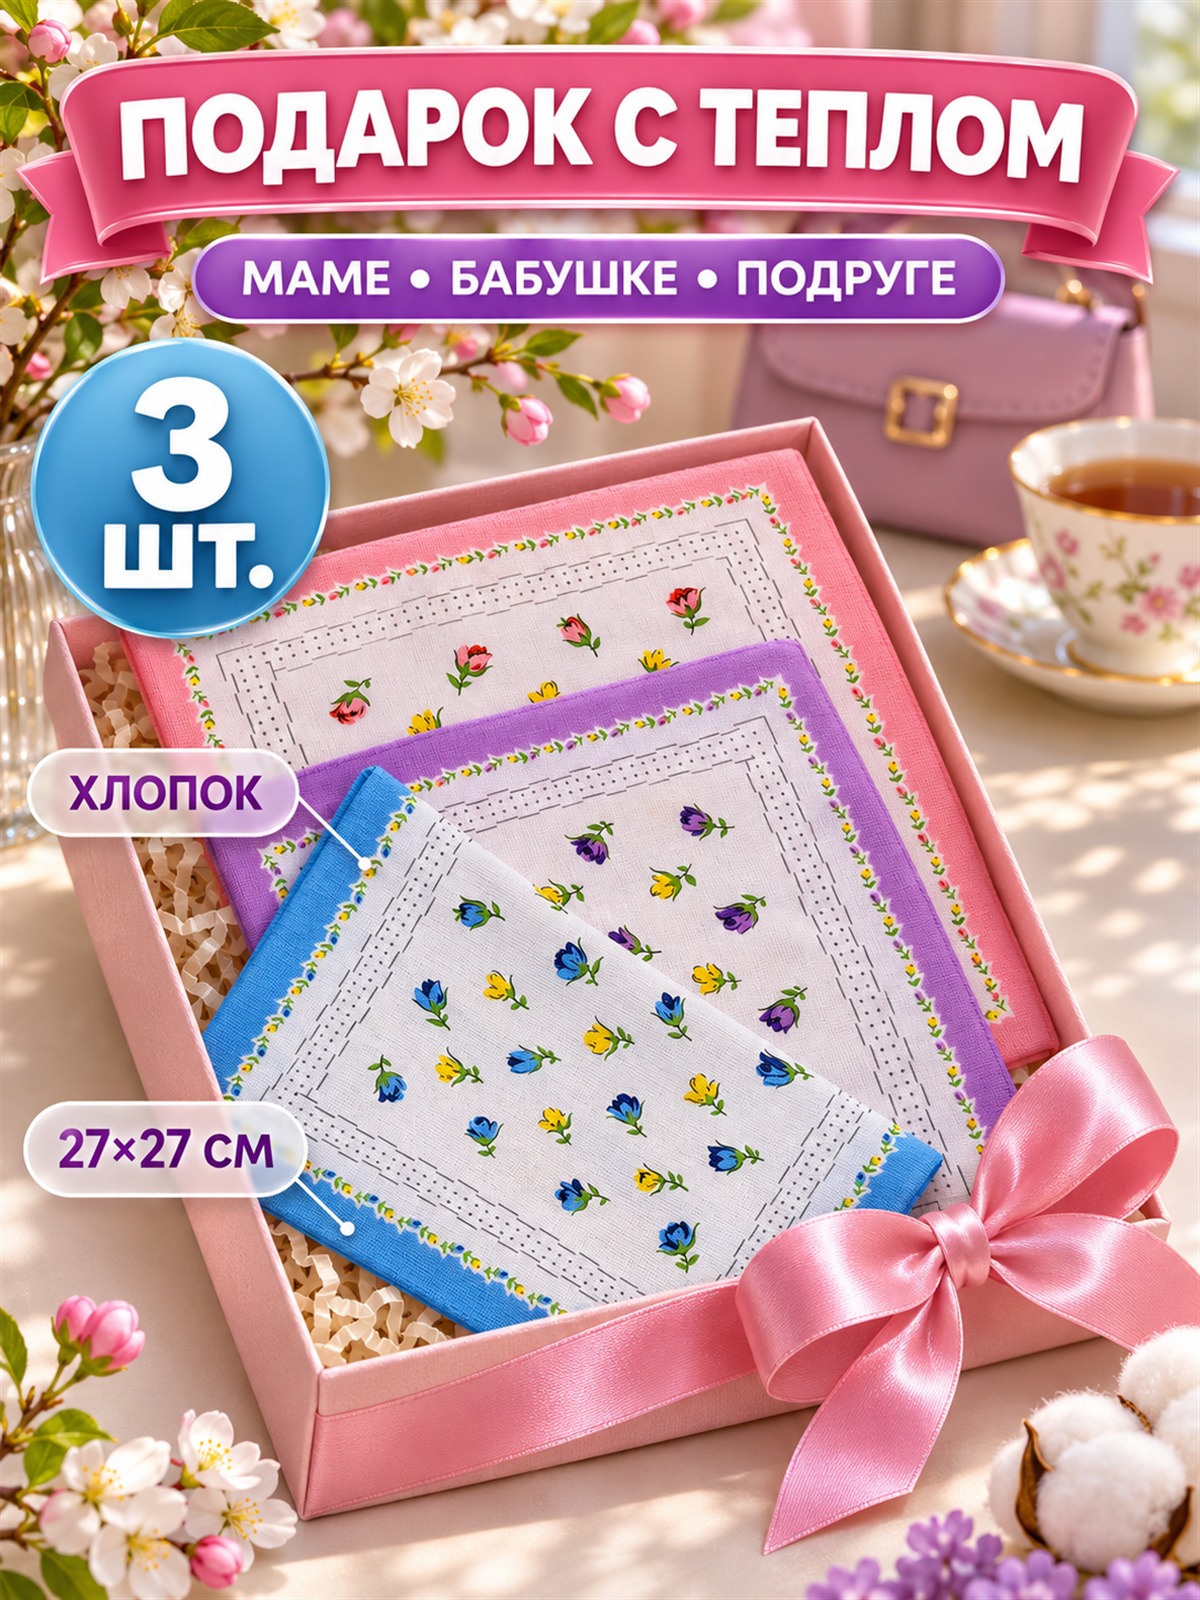 ПОДАРОК С ТЕПЛОМ
МАМЕ • БАБУШКЕ • ПОДРУГЕ
3
ШТ.
ХЛОПОК
27×27 СМ